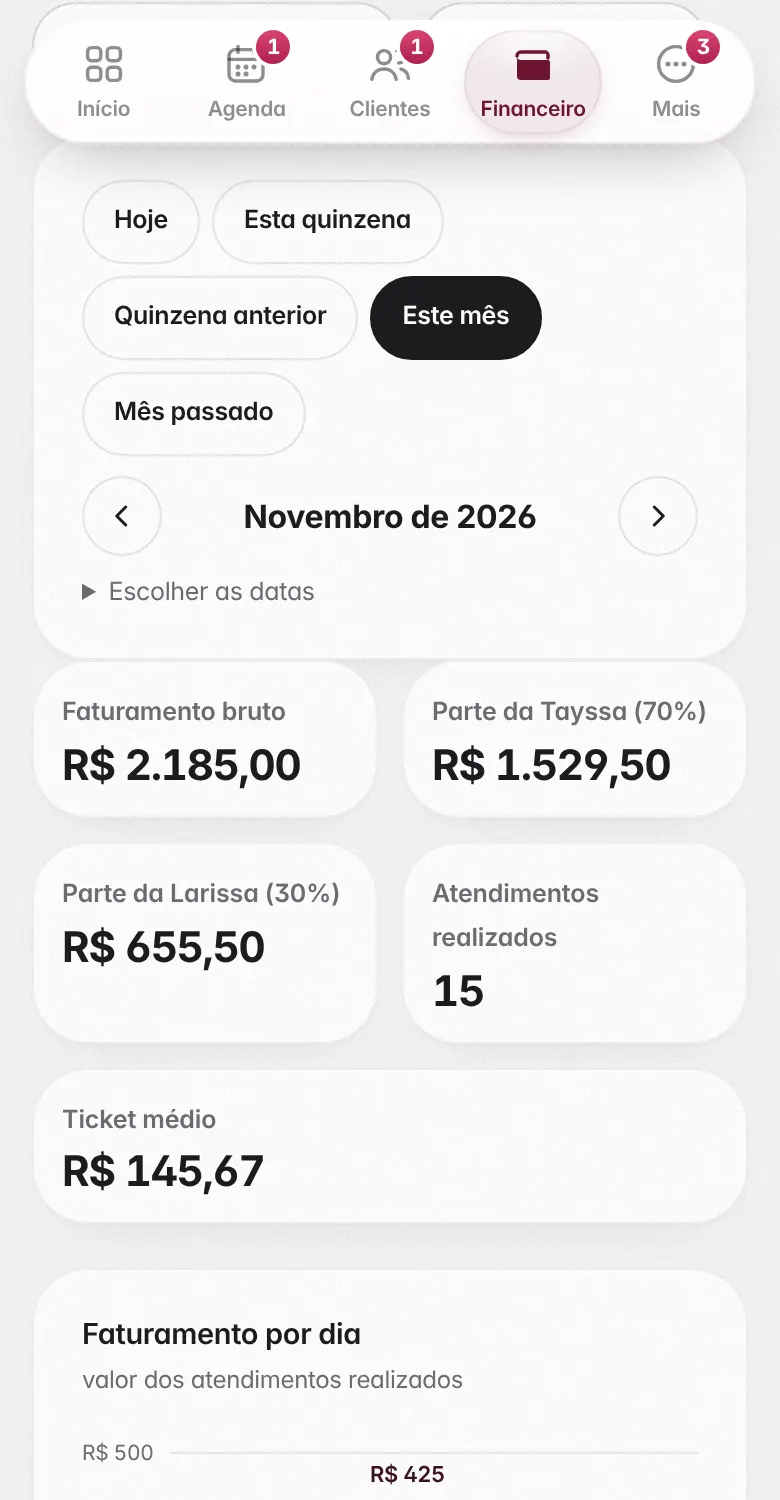 1
1
3
Início
Agenda
Clientes
Financeiro
Mais
Hoje
Esta quinzena
Quinzena anterior
Este mês
Mês passado
Novembro de 2026
Escolher as datas
Faturamento bruto
R$ 2.185,00
Parte da Tayssa (70%)
R$ 1.529,50
Parte da Larissa (30%)
R$ 655,50
Atendimentos
realizados
15
Ticket médio
R$ 145,67
Faturamento por dia
valor dos atendimentos realizados
R$ 500
R$ 425